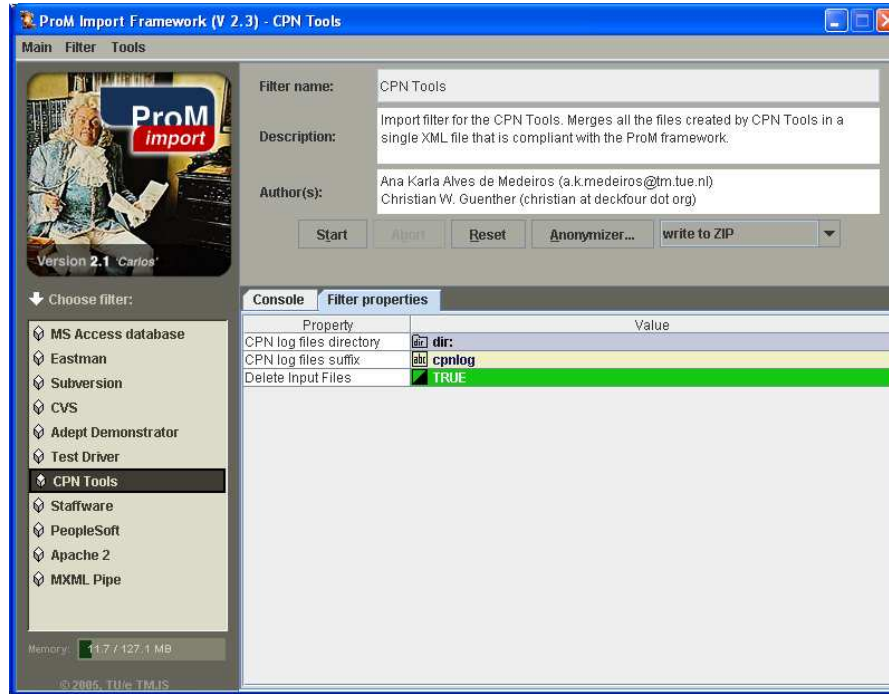 ProM Import Framework (V 2.3) - CPN Tools
Main Filter Tools
ProM
import
Version 2.1 'Carlos'
Filter name:
CPN Tools
Description:
Import filter for the CPN Tools. Merges all the files created by CPN Tools in a
single XML file that is compliant with the ProM framework.
Author(s):
Ana Karla Alves de Medeiros (a.k.medeiros@tm.tue.nl)
Christian W. Guenther (christian at deckfour dot org)
Start Abort Reset Anonymizer... write to ZIP
Choose filter:
MS Access database
Eastman
Subversion
CVS
Adept Demonstrator
Test Driver
CPN Tools
Staffware
PeopleSoft
Apache 2
MXML Pipe
Memory: 11.7 / 127.1 MB
© 2005, TU/e TM.IS
Console Filter properties
Property Value
CPN log files directory dir dir:
CPN log files suffix abc cpnlog
Delete Input Files TRUE